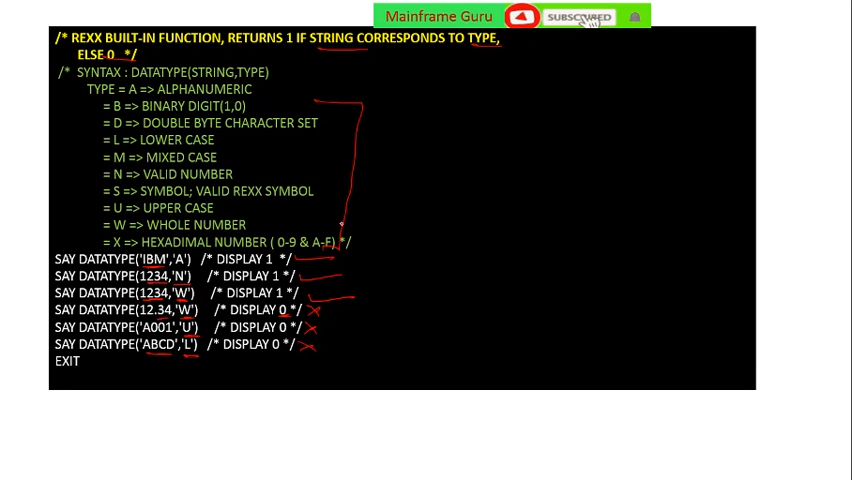 Mainframe Guru SUBSCRIBED
/* REXX BUILT-IN FUNCTION, RETURNS 1 IF STRING CORRESPONDS TO TYPE,
ELSE 0 */
/* SYNTAX : DATATYPE(STRING,TYPE)
TYPE = A => ALPHANUMERIC
= B => BINARY DIGIT(1,0)
= D => DOUBLE BYTE CHARACTER SET
= L => LOWER CASE
= M => MIXED CASE
= N => VALID NUMBER
= S => SYMBOL; VALID REXX SYMBOL
= U => UPPER CASE
= W => WHOLE NUMBER
= X => HEXADIMAL NUMBER ( 0-9 & A-F) */
SAY DATATYPE('IBM','A') /* DISPLAY 1 */
SAY DATATYPE(1234,'N') /* DISPLAY 1 */
SAY DATATYPE(1234,'W') /* DISPLAY 1 */
SAY DATATYPE(12.34,'W') /* DISPLAY 0 */
SAY DATATYPE('A001','U') /* DISPLAY 0 */
SAY DATATYPE('ABCD','L') /* DISPLAY 0 */
EXIT